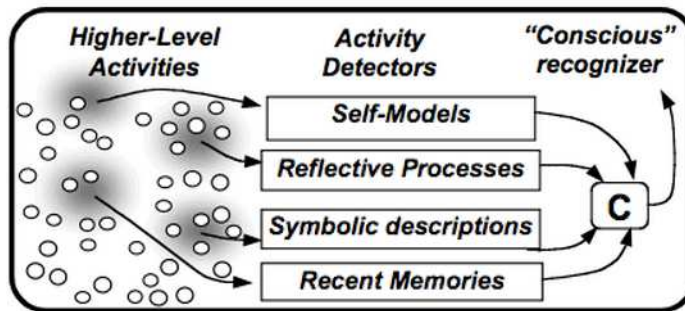 Higher-Level
Activities
Activity
Detectors
“Conscious”
recognizer
Self-Models
Reflective Processes
Symbolic descriptions
Recent Memories
C